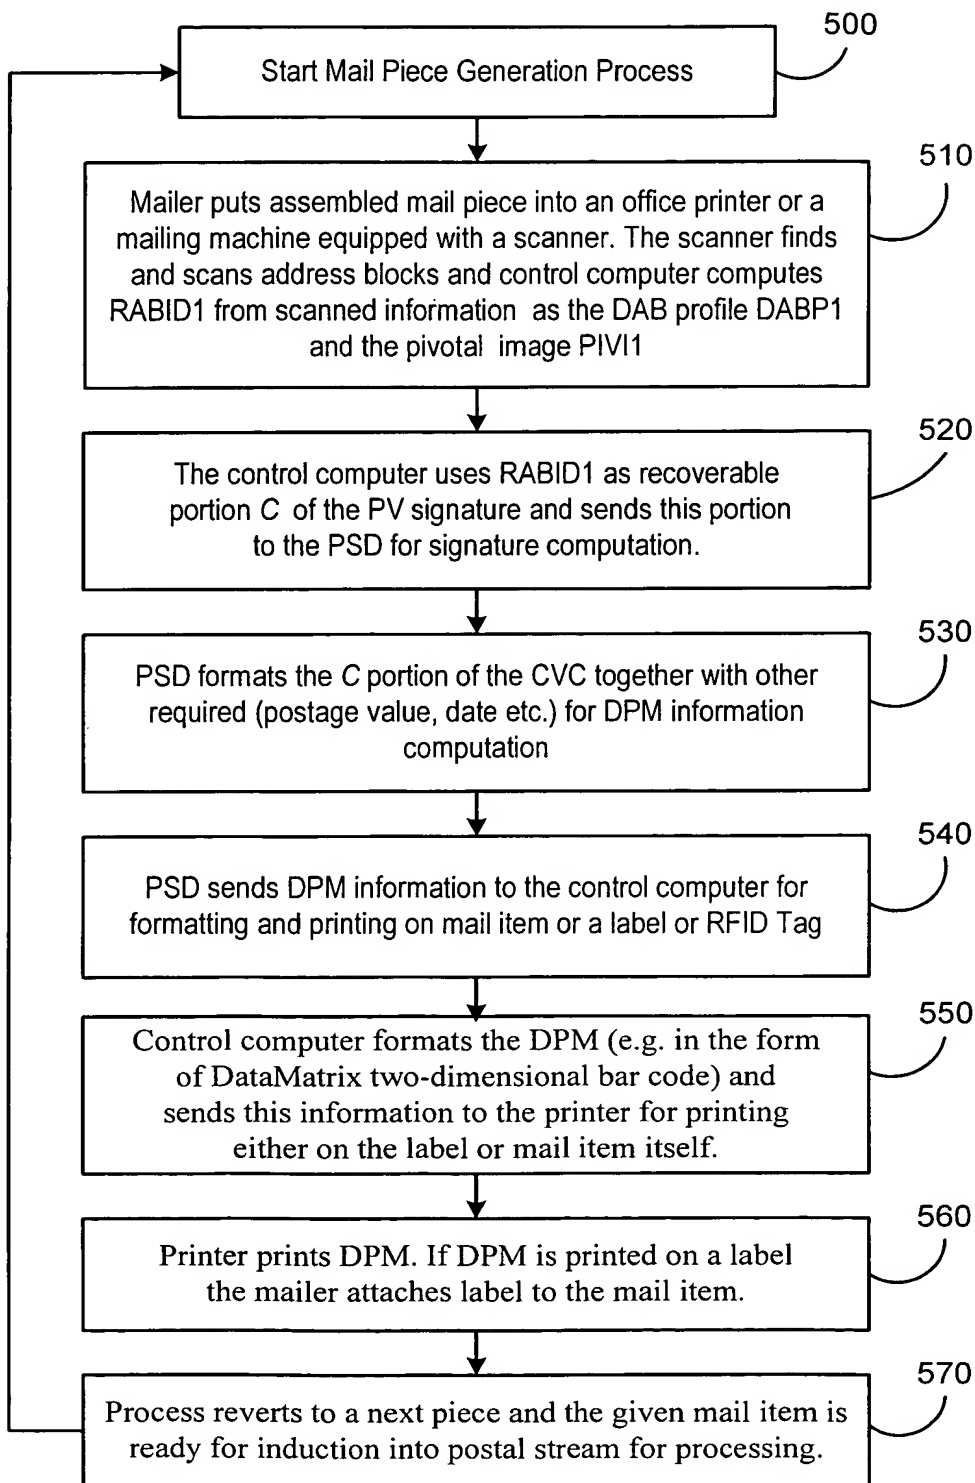 500
Start Mail Piece Generation Process
510
Mailer puts assembled mail piece into an office printer or a
mailing machine equipped with a scanner. The scanner finds
and scans address blocks and control computer computes
RABID1 from scanned information as the DAB profile DABP1
and the pivotal image PIVI1
520
The control computer uses RABID1 as recoverable
portion C of the PV signature and sends this portion
to the PSD for signature computation.
530
PSD formats the C portion of the CVC together with other
required (postage value, date etc.) for DPM information
computation
540
PSD sends DPM information to the control computer for
formatting and printing on mail item or a label or RFID Tag
550
Control computer formats the DPM (e.g. in the form
of DataMatrix two-dimensional bar code) and
sends this information to the printer for printing
either on the label or mail item itself.
560
Printer prints DPM. If DPM is printed on a label
the mailer attaches label to the mail item.
570
Process reverts to a next piece and the given mail item is
ready for induction into postal stream for processing.